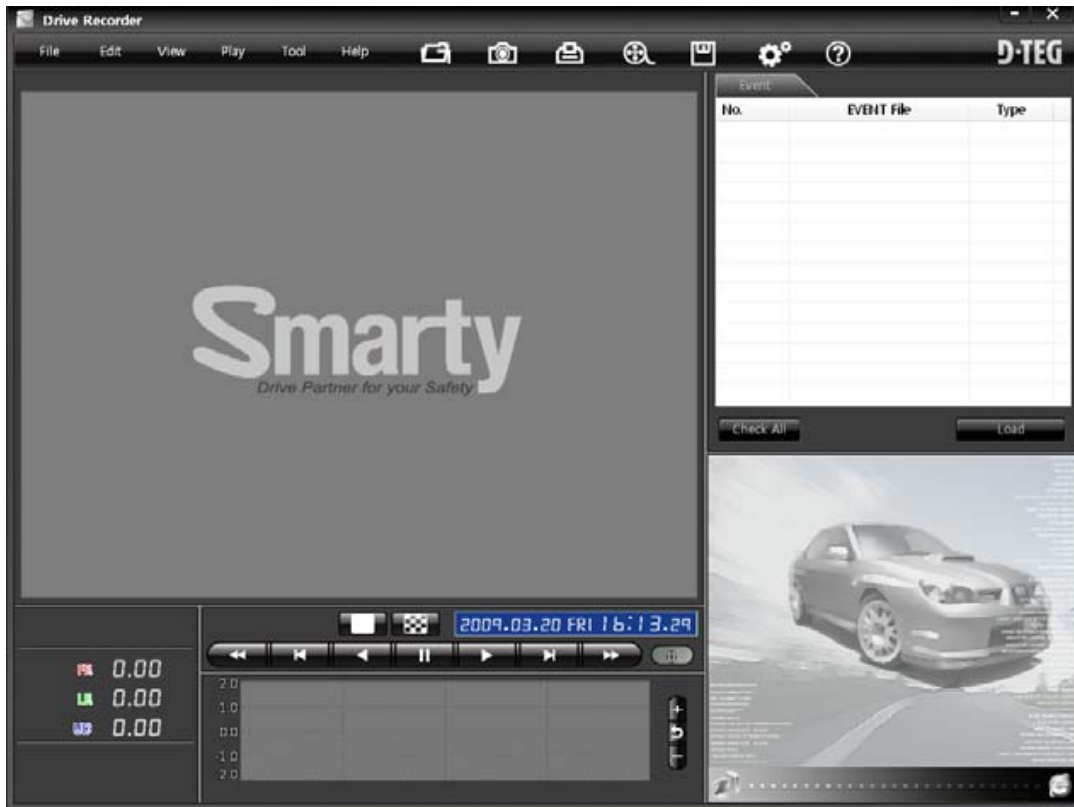 Drive Recorder
File Edit View Play Tool Help
D·TEG
Event
No. EVENT File Type
Smarty
Drive Partner for your Safety
Check All Load
2009.03.20 FRI 16:13.29
0.00
LR 0.00
0.00
2.0
1.0
0.0
-1.0
2.0